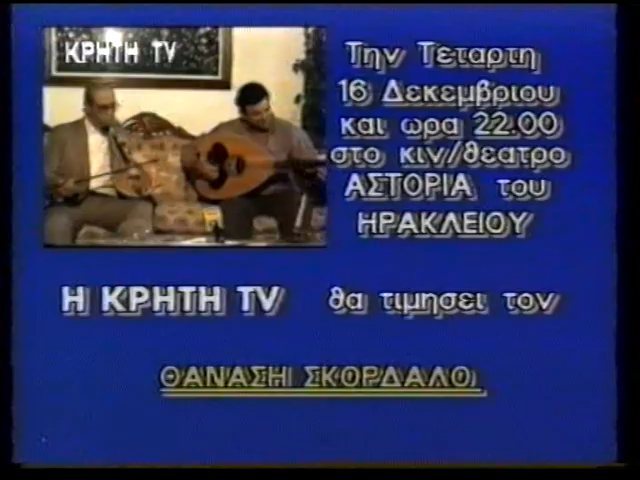 ΚΡΗΤΗ TV
Την Τεταρτη
16 Δεκεμβριου
και ωρα 22.00
στο κιν/θεατρο
ΑΣΤΟΡΙΑ του
ΗΡΑΚΛΕΙΟΥ
Η ΚΡΗΤΗ TV θα τιμησει τον
ΘΑΝΑΣΗ ΣΚΟΡΔΑΛΟ